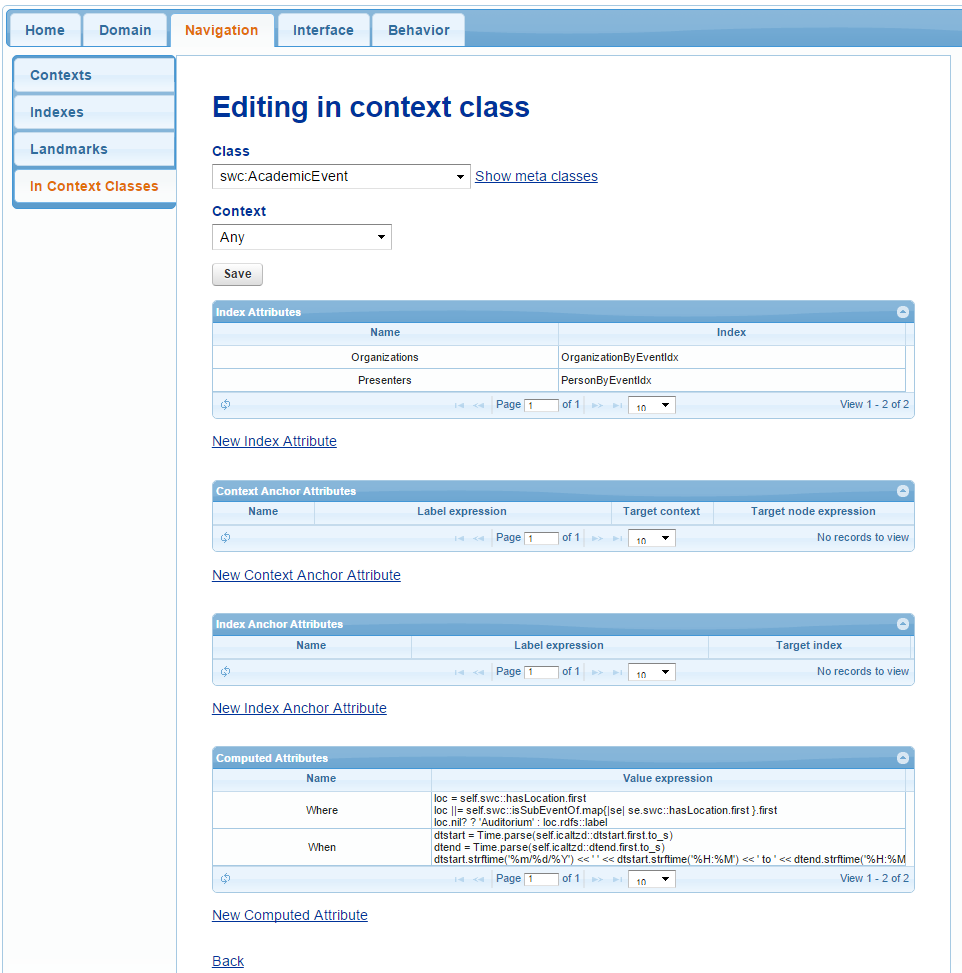 Home Domain Navigation Interface Behavior
Contexts
Indexes
Landmarks
In Context Classes
Editing in context class
Class
swc:AcademicEvent Show meta classes
Context
Any
Save
Index Attributes
Name Index
Organizations OrganizationByEventIdx
Presenters PersonByEventIdx
Page 1 of 1 10 View 1 - 2 of 2
New Index Attribute
Context Anchor Attributes
Name Label expression Target context Target node expression
Page 1 of 1 10 No records to view
New Context Anchor Attribute
Index Anchor Attributes
Name Label expression Target index
Page 1 of 1 10 No records to view
New Index Anchor Attribute
Computed Attributes
Name Value expression
loc = self.swc::hasLocation.first
Where loc ||= self.swc::isSubEventOf.map{|se| se.swc::hasLocation.first }.first
loc.nil? ? 'Auditorium' : loc.rdfs::label
dtstart = Time.parse(self.icaltzd::dtstart.first.to_s)
When dtend = Time.parse(self.icaltzd::dtend.first.to_s)
dtstart.strftime('%m/%d/%Y') << ' ' << dtstart.strftime('%H:%M') << ' to ' << dtend.strftime('%H:%M
Page 1 of 1 10 View 1 - 2 of 2
New Computed Attribute
Back